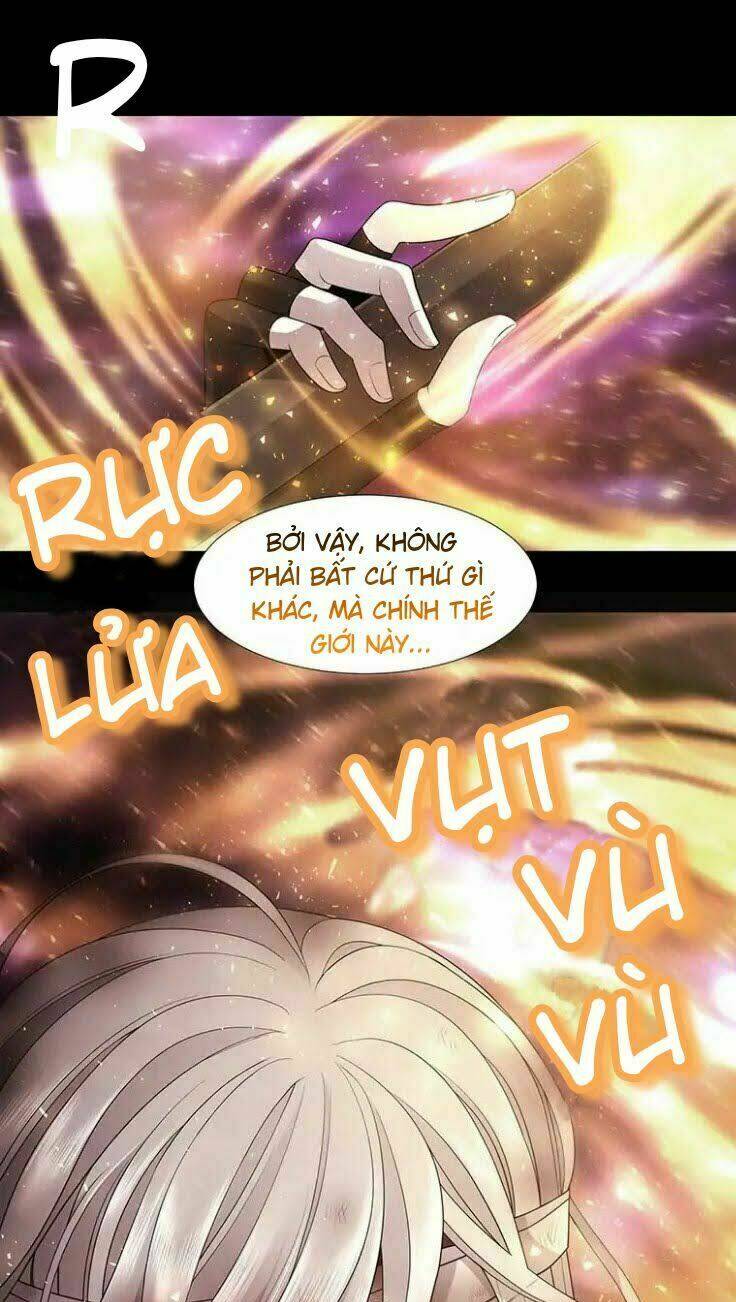 R
RỰC
BỞI VẬY, KHÔNG
PHẢI BẤT CỨ THỨ GÌ
KHÁC, MÀ CHÍNH THẾ
GIỚI NÀY...
LỬA
VỤT
VÙ
VÙ